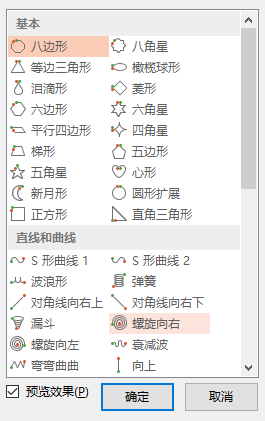 基本
八边形 八角星
等边三角形 橄榄球形
泪滴形 菱形
六边形 六角星
平行四边形 四角星
梯形 五边形
五角星 心形
新月形 圆形扩展
正方形 直角三角形
直线和曲线
S 形曲线 1 S 形曲线 2
波浪形 弹簧
对角线向右上 对角线向右下
漏斗 螺旋向右
螺旋向左 衰减波
弯弯曲曲 向上
预览效果(P) 确定 取消